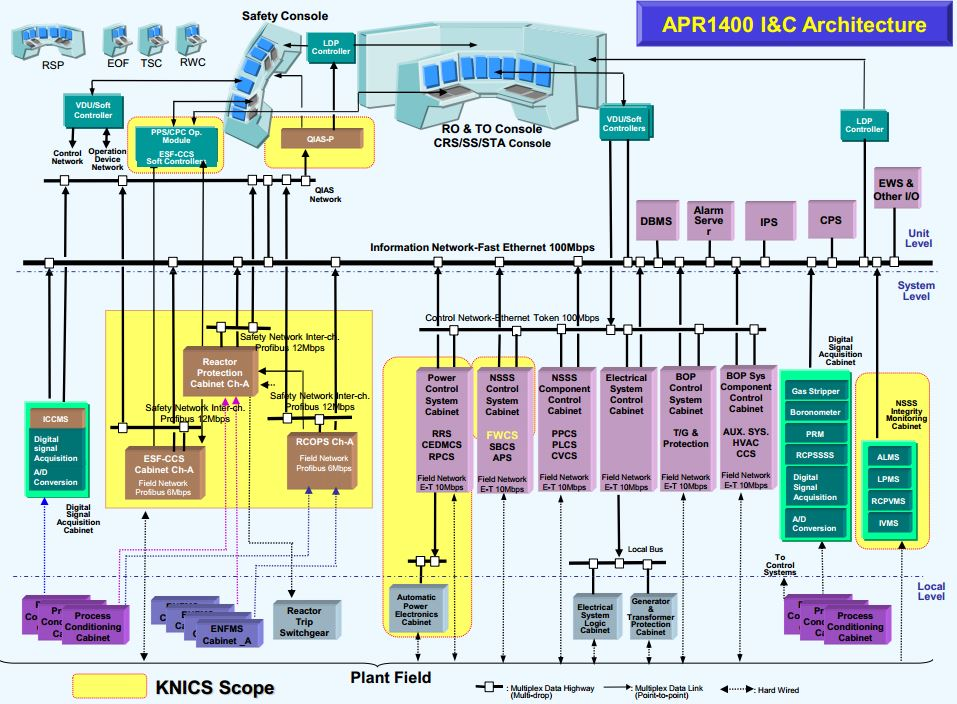 APR1400 I&C Architecture
Safety Console
RSP
EOF
TSC
RWC
LDP
Controller
VDU/Soft
Controller
PPS/CPC Op.
Module
ESF-CCS
Soft Controllers
QIAS-P
RO & TO Console
CRS/SS/STA Console
VDU/Soft
Controllers
LDP
Controller
Control
Network
Operation
Device
Network
QIAS
Network
DBMS
Alarm
Serve
r
IPS
CPS
EWS &
Other I/O
Unit
Level
Information Network-Fast Ethernet 100Mbps
System
Level
Control Network-Ethernet Token 100Mbps
Safety Network Inter-ch.
Profibus 12Mbps
Reactor
Protection
Cabinet Ch-A
Safety Network Inter-ch.
Profibus 12Mbps
Safety Network Inter-ch.
Profibus 12Mbps
ICCMS
Digital
signal
Acquisition
A/D
Conversion
Digital
Signal
Acquisition
Cabinet
ESF-CCS
Cabinet Ch-A
Field Network
Profibus 6Mbps
RCOPS Ch-A
Field Network
Profibus 6Mbps
Power
Control
System
Cabinet
RRS
CEDMCS
RPCS
Field Network
E-T 10Mbps
NSSS
Control
System
Cabinet
FWCS
SBCS
APS
Field Network
E-T 10Mbps
NSSS
Component
Control
Cabinet
PPCS
PLCS
CVCS
Field Network
E-T 10Mbps
Electrical
System
Control
Cabinet
Field Network
E-T 10Mbps
BOP
Control
System
Cabinet
T/G &
Protection
Field Network
E-T 10Mbps
BOP Sys
Component
Control
Cabinet
AUX. SYS.
HVAC
CCS
Field Network
E-T 10Mbps
Digital
Signal
Acquisition
Cabinet
Gas Stripper
Boronometer
PRM
RCPSSSS
Digital
Signal
Acquisition
A/D
Conversion
NSSS
Integrity
Monitoring
Cabinet
ALMS
LPMS
RCPVMS
IVMS
Local Bus
To
Control
Systems
Local
Level
Process
Conditioning
Cabinet
ENFMS
Cabinet _A
Reactor
Trip
Switchgear
Automatic
Power
Electronics
Cabinet
Electrical
System
Logic
Cabinet
Generator
&
Transformer
Protection
Cabinet
Process
Conditioning
Cabinet
KNICS Scope
Plant Field
: Multiplex Data Highway
(Multi-drop)
: Multiplex Data Link
(Point-to-point)
: Hard Wired